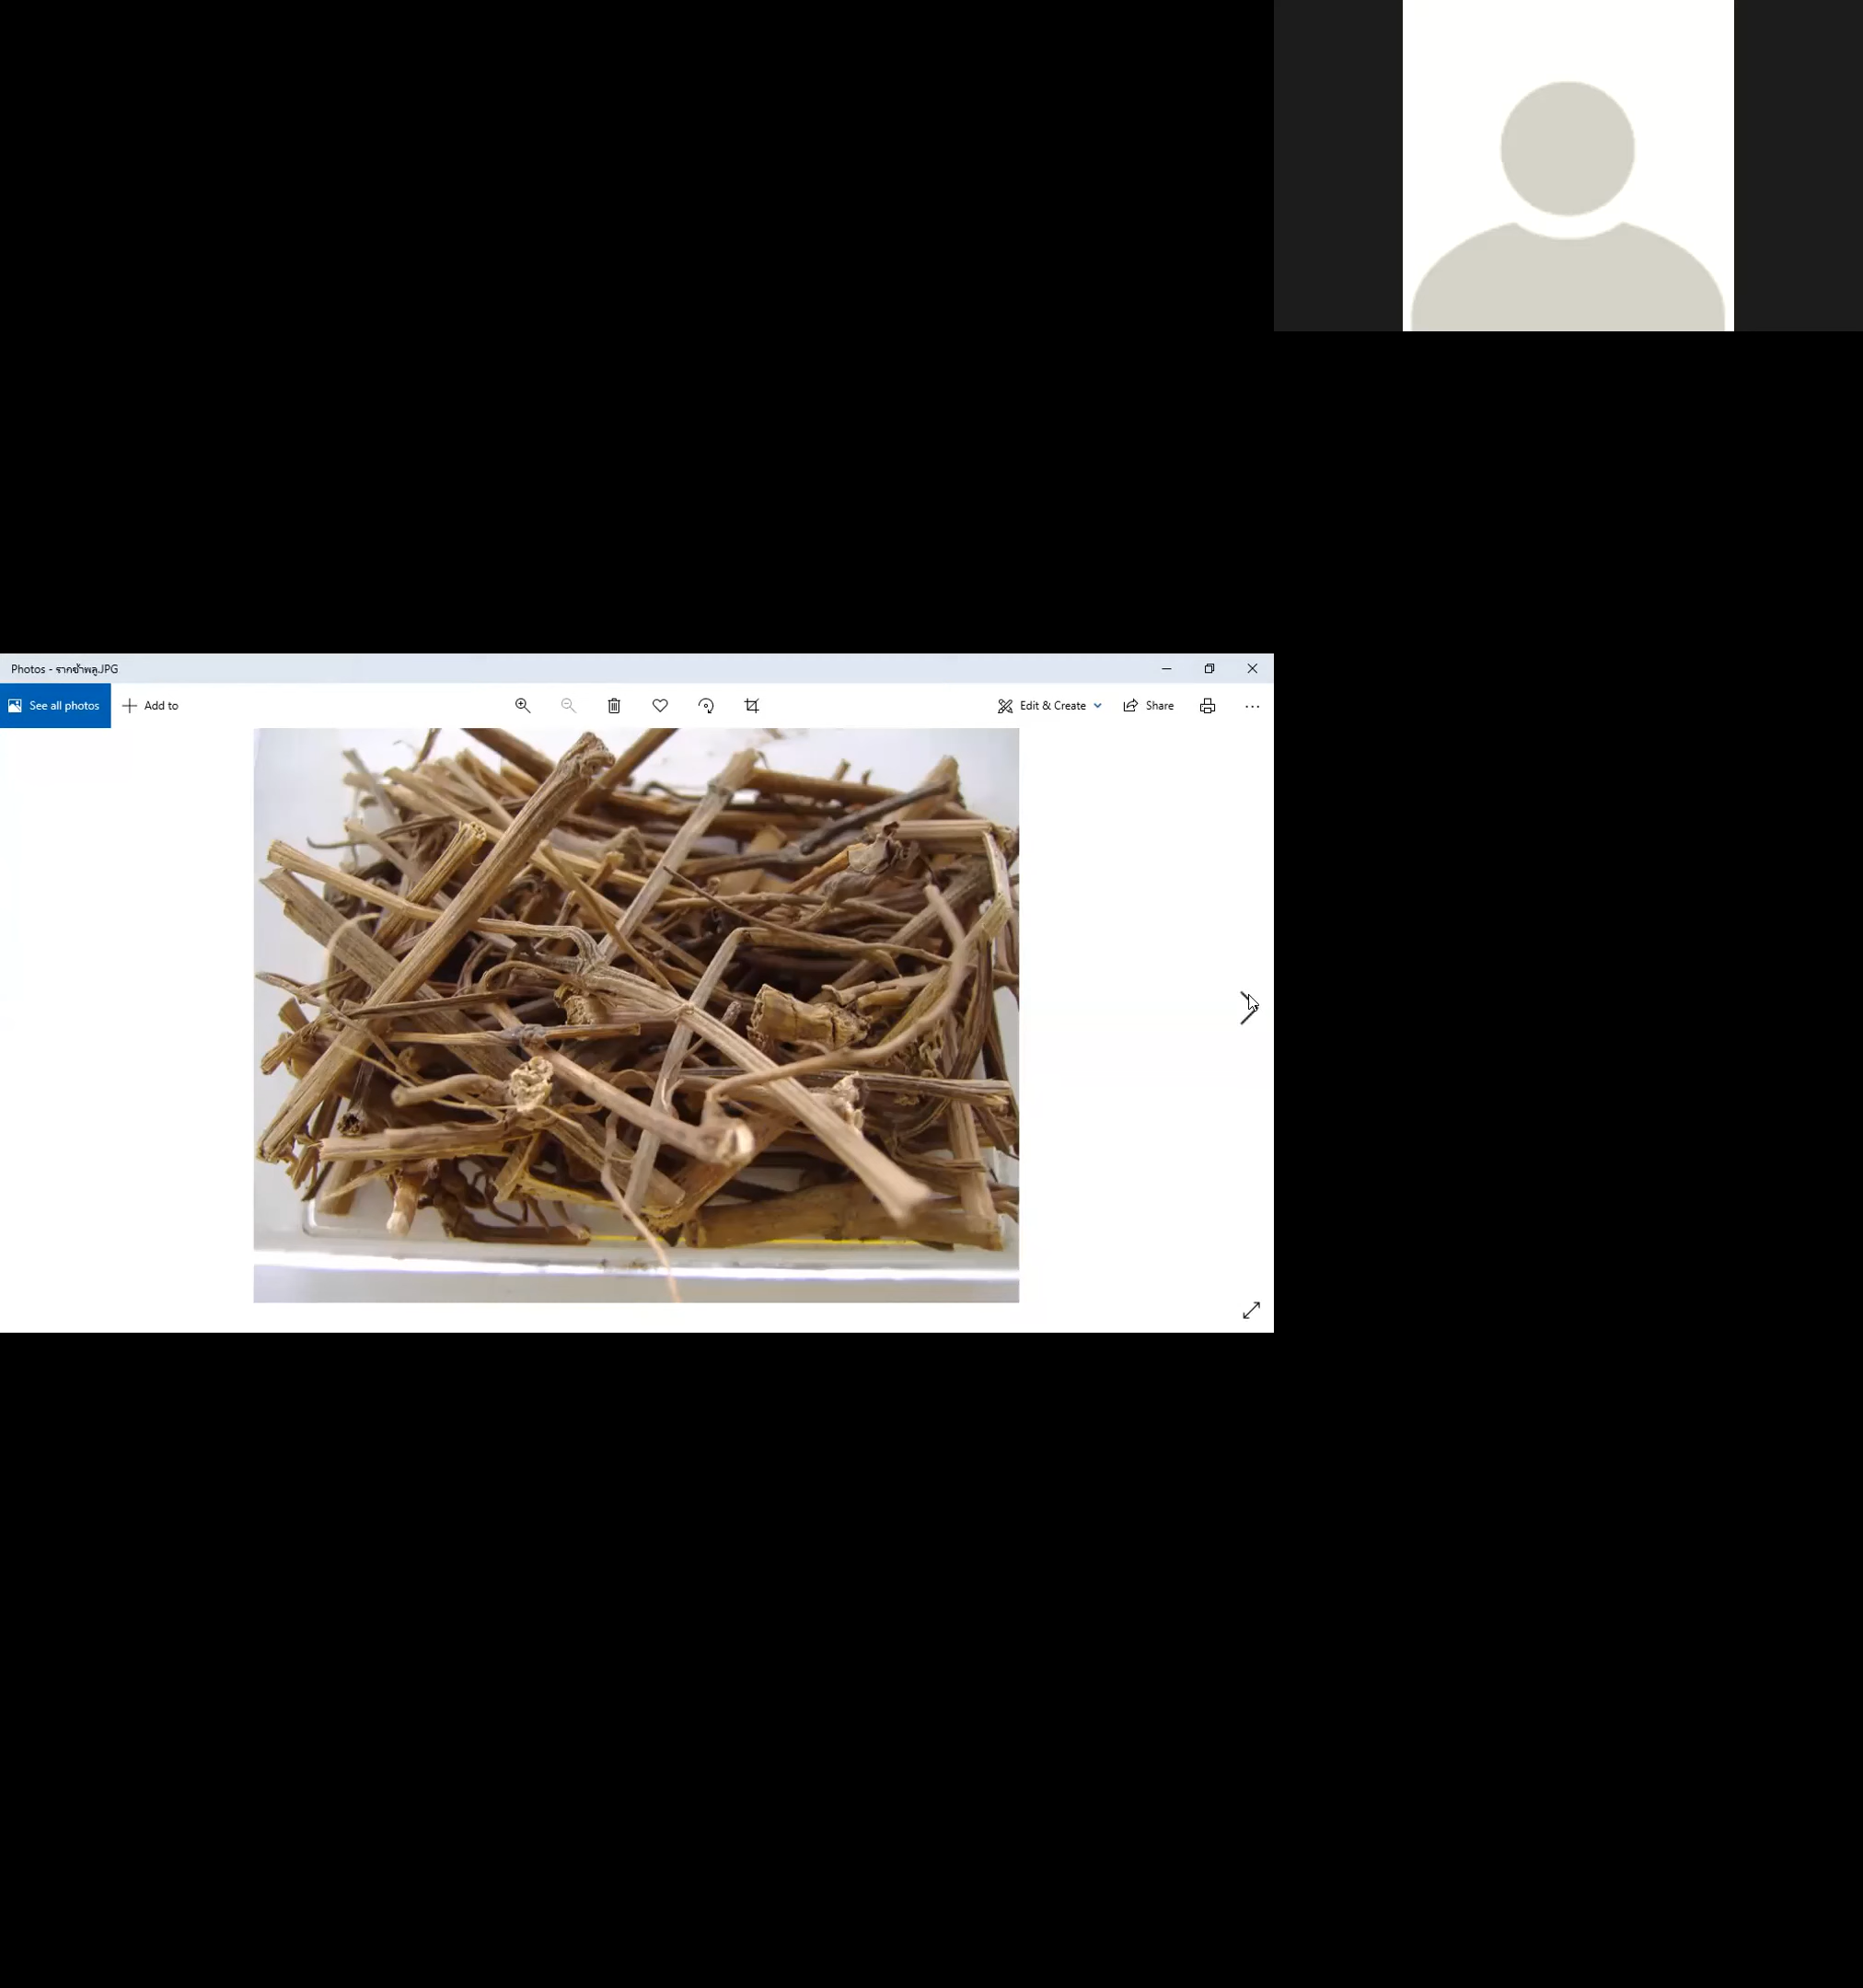 Photos - รากช้าพลู.JPG
See all photos
Add to
Edit & Create
Share